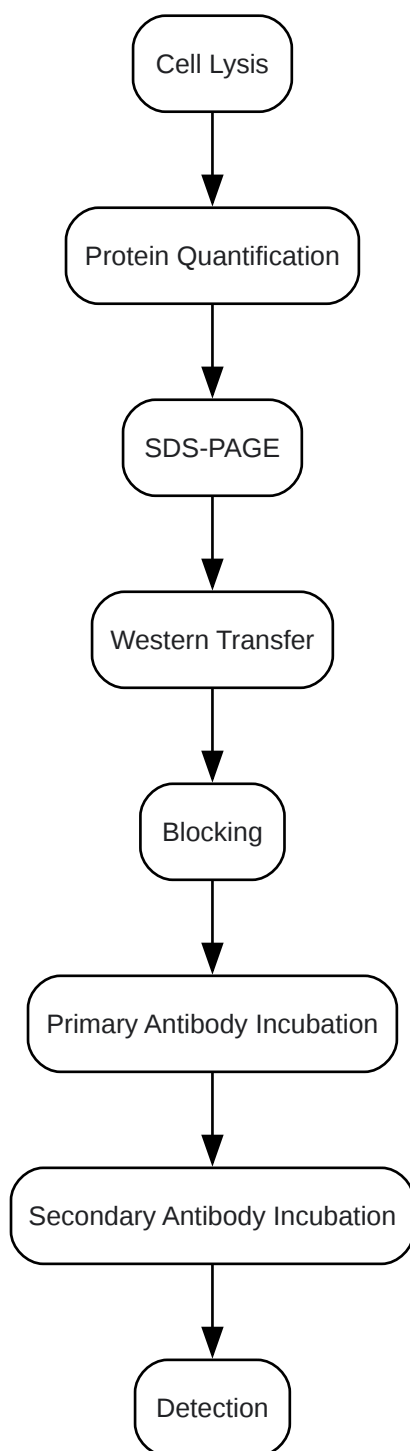 Cell Lysis
Protein Quantification
SDS-PAGE
Western Transfer
Blocking
Primary Antibody Incubation
Secondary Antibody Incubation
Detection